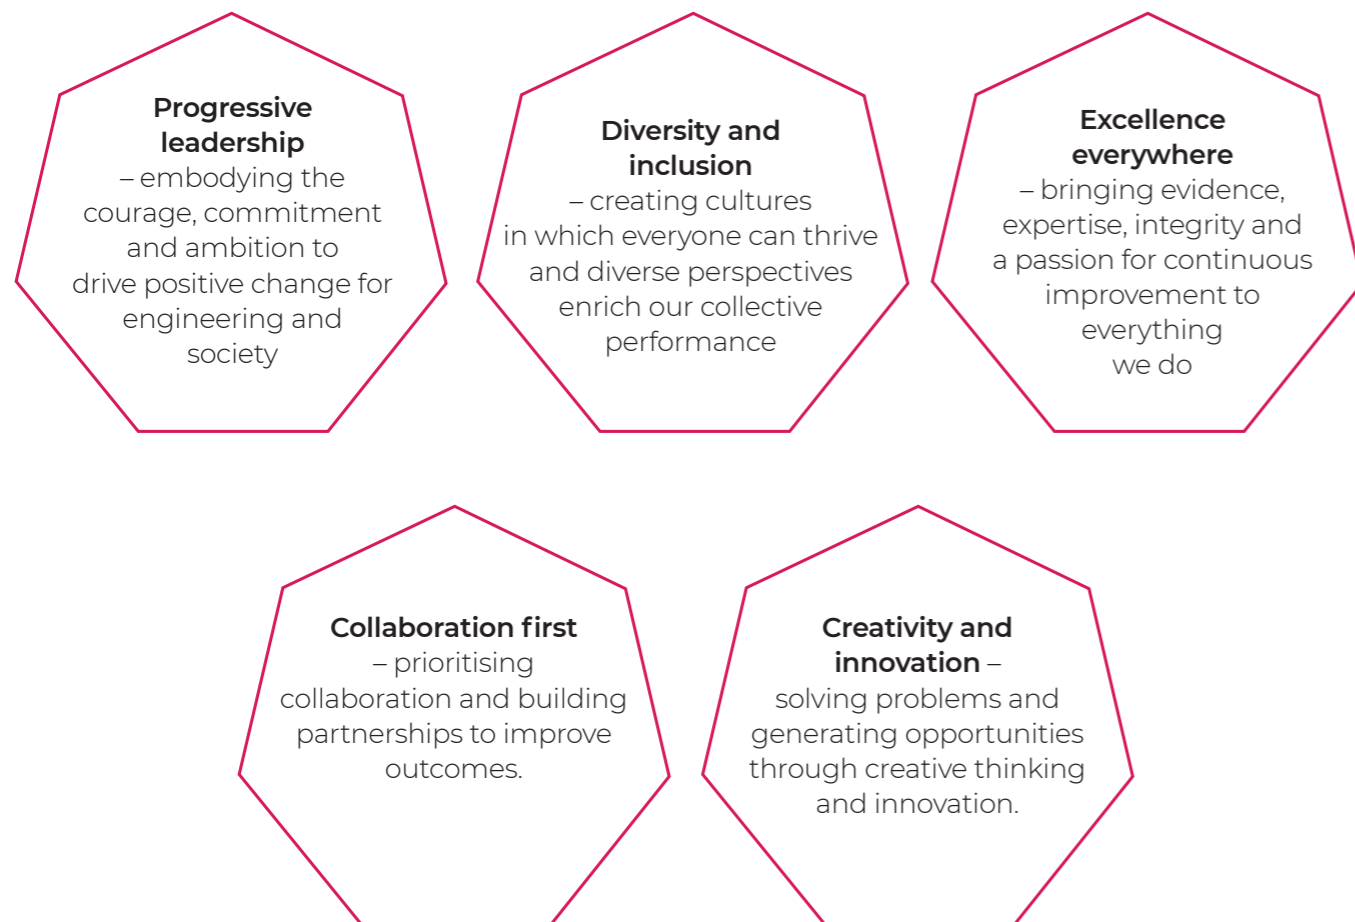 Progressive
leadership
– embodying the
courage, commitment
and ambition to
drive positive change for
engineering and
society
Diversity and
inclusion
– creating cultures
in which everyone can thrive
and diverse perspectives
enrich our collective
performance
Excellence
everywhere
– bringing evidence,
expertise, integrity and
a passion for continuous
improvement to
everything
we do
Collaboration first
– prioritising
collaboration and building
partnerships to improve
outcomes.
Creativity and
innovation –
solving problems and
generating opportunities
through creative thinking
and innovation.